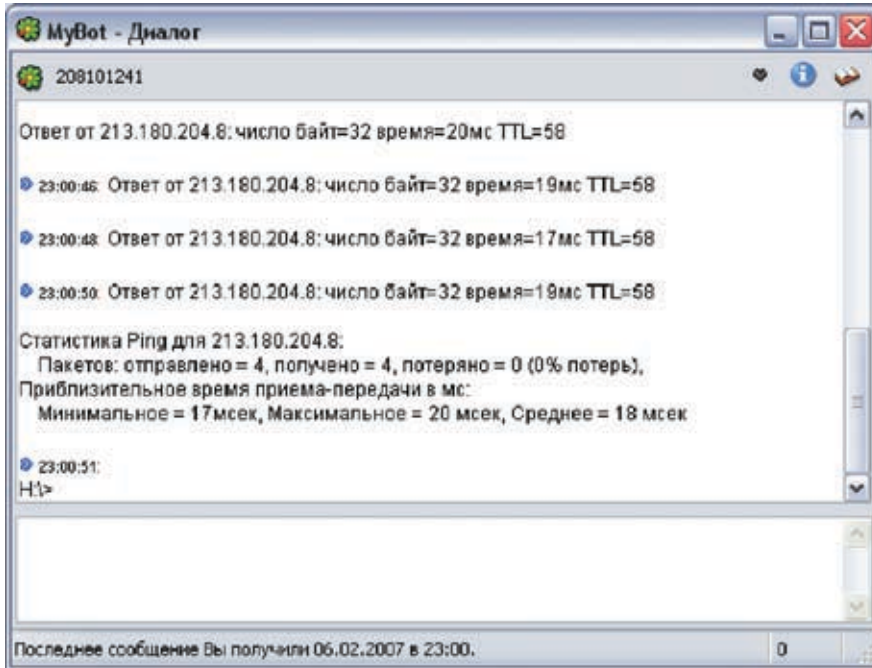 MyBot - Диалог
208101241
Ответ от 213.180.204.8: число байт=32 время=20мс TTL=58
23:00:46: Ответ от 213.180.204.8: число байт=32 время=19мс TTL=58
23:00:48: Ответ от 213.180.204.8: число байт=32 время=17мс TTL=58
23:00:50: Ответ от 213.180.204.8: число байт=32 время=19мс TTL=58
Статистика Ping для 213.180.204.8:
Пакетов: отправлено = 4, получено = 4, потеряно = 0 (0% потерь),
Приблизительное время приема-передачи в мс:
Минимальное = 17мсек, Максимальное = 20 мсек, Среднее = 18 мсек
23:00:51:
H:\>
Последнее сообщение Вы получили 06.02.2007 в 23:00.
0